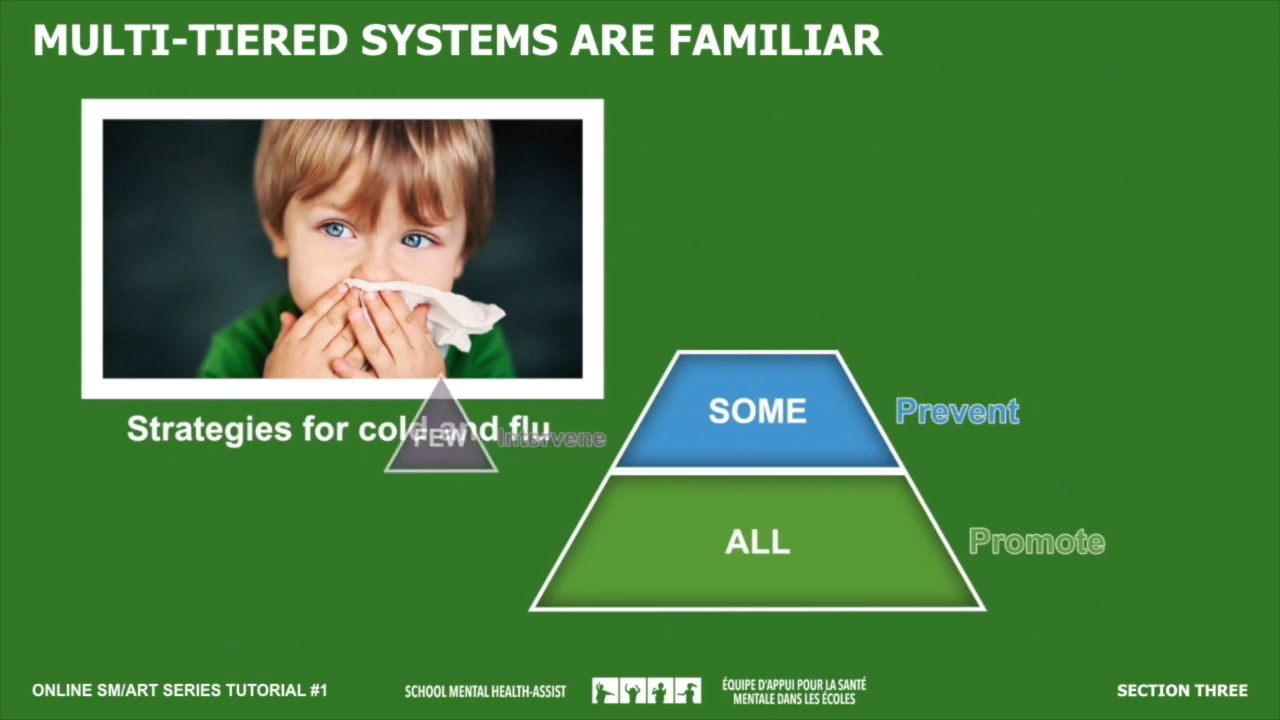 MULTI-TIERED SYSTEMS ARE FAMILIAR
Strategies for cold and flu
FEW
Intervene
SOME
Prevent
ALL
Promote
ONLINE SM/ART SERIES TUTORIAL #1
SCHOOL MENTAL HEALTH-ASSIST
ÉQUIPE D'APPUI POUR LA SANTÉ
MENTALE DANS LES ÉCOLES
SECTION THREE